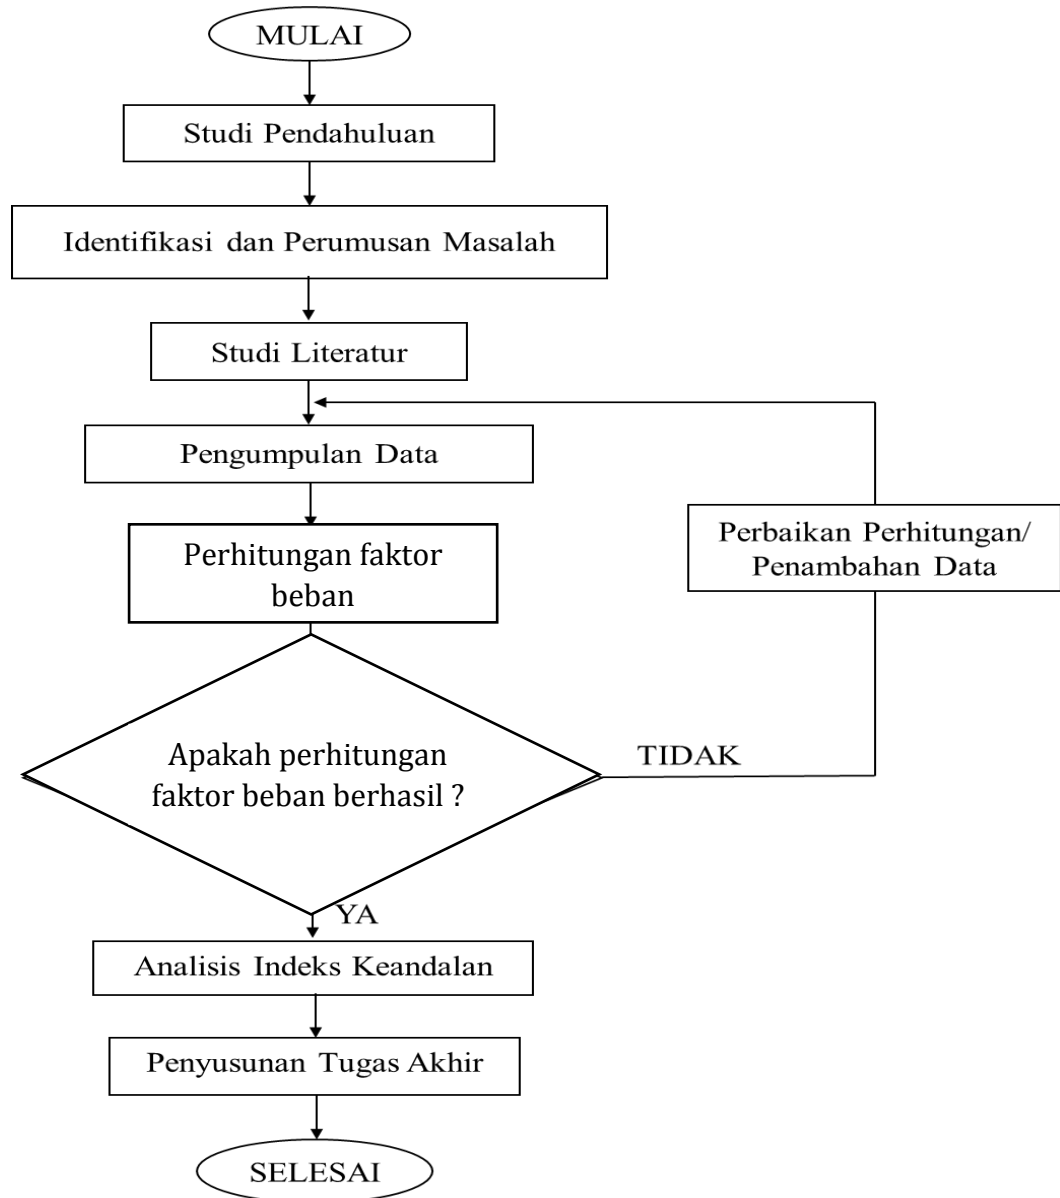 MULAI
Studi Pendahuluan
Identifikasi dan Perumusan Masalah
Studi Literatur
Pengumpulan Data
Perhitungan faktor
beban
Perbaikan Perhitungan/
Penambahan Data
Apakah perhitungan
faktor beban berhasil ?
TIDAK
YA
Analisis Indeks Keandalan
Penyusunan Tugas Akhir
SELESAI